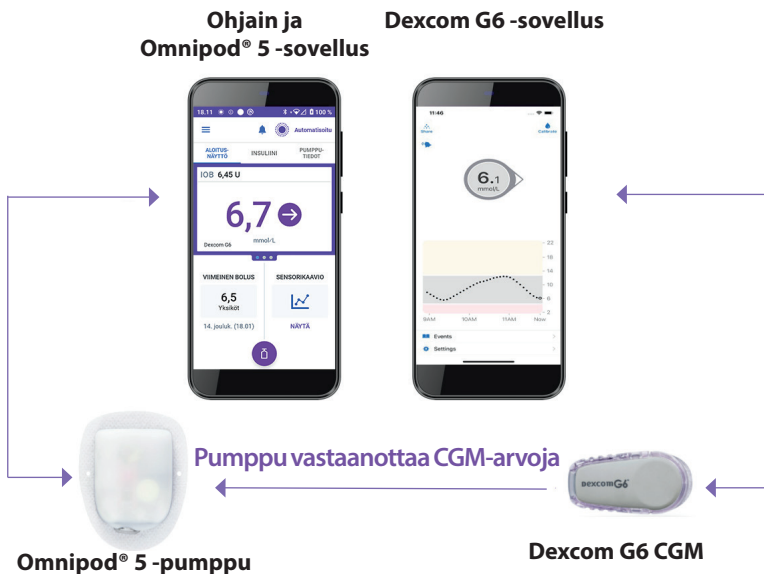 Ohjain ja
Omnipod® 5 -sovellus
Dexcom G6 -sovellus
18.11
100 %
Automatisoitu
ALOITUS-
NÄYTTÖ
INSULIINI
PUMPPU-
TIEDOT
IOB 6,45 U
6,7
mmol/L
Dexcom G6
VIIMEINEN BOLUS
6,5
Yksiköt
14. jouluk. (18.01)
SENSORIKAAVIO
NÄYTÄ
11:46
Share
Calibrate
6.1
mmol/L
22
18
14
10
6
2
9AM
10AM
11AM
Now
Events
Settings
Pumppu vastaanottaa CGM-arvoja
DexcomG6
Omnipod® 5 -pumppu
Dexcom G6 CGM